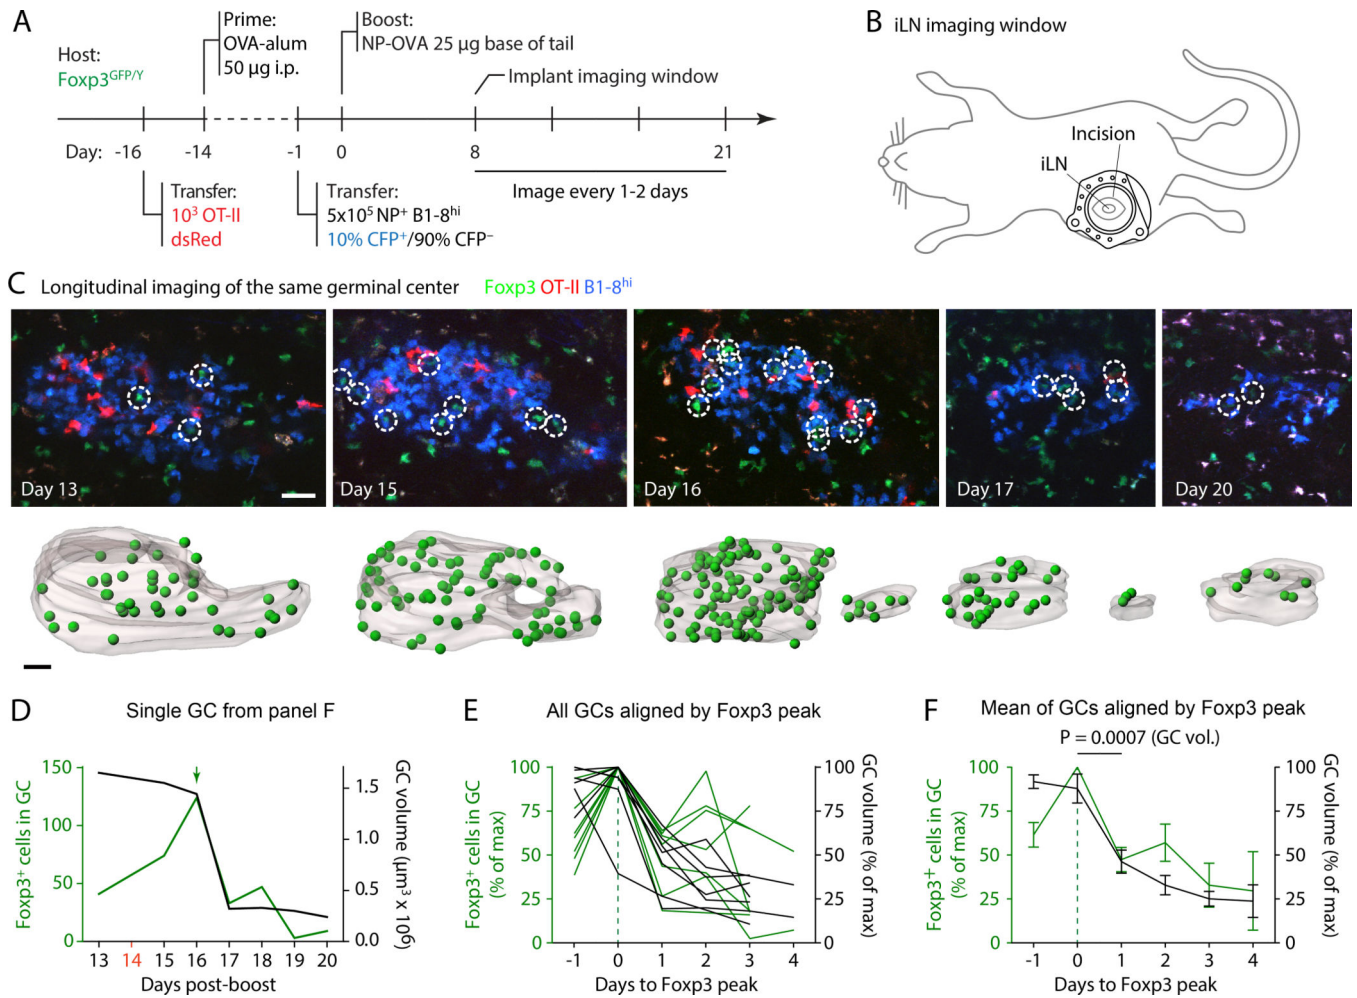 A
Host:
Foxp3GFP/Y
Prime:
OVA-alum
50 µg i.p.
Boost:
NP-OVA 25 µg base of tail
Implant imaging window
Day: -16 -14 -1 0 8 21
Transfer:
10³ OT-II
dsRed
Transfer:
5x10⁵ NP⁺ B1-8hi
10% CFP⁺/90% CFP⁻
Image every 1-2 days
B iLN imaging window
Incision
iLN
C Longitudinal imaging of the same germinal center Foxp3 OT-II B1-8hi
Day 13
Day 15
Day 16
Day 17
Day 20
D Single GC from panel F
Foxp3⁺ cells in GC
150
100
50
0
GC volume (µm³ x 10⁶)
1.5
1.0
0.5
0.0
13 14 15 16 17 18 19 20
Days post-boost
E All GCs aligned by Foxp3 peak
Foxp3⁺ cells in GC
(% of max)
100
75
50
25
0
GC volume (% of max)
100
75
50
25
0
-1 0 1 2 3 4
Days to Foxp3 peak
F Mean of GCs aligned by Foxp3 peak
P = 0.0007 (GC vol.)
Foxp3⁺ cells in GC
(% of max)
100
75
50
25
0
GC volume (% of max)
100
75
50
25
0
-1 0 1 2 3 4
Days to Foxp3 peak